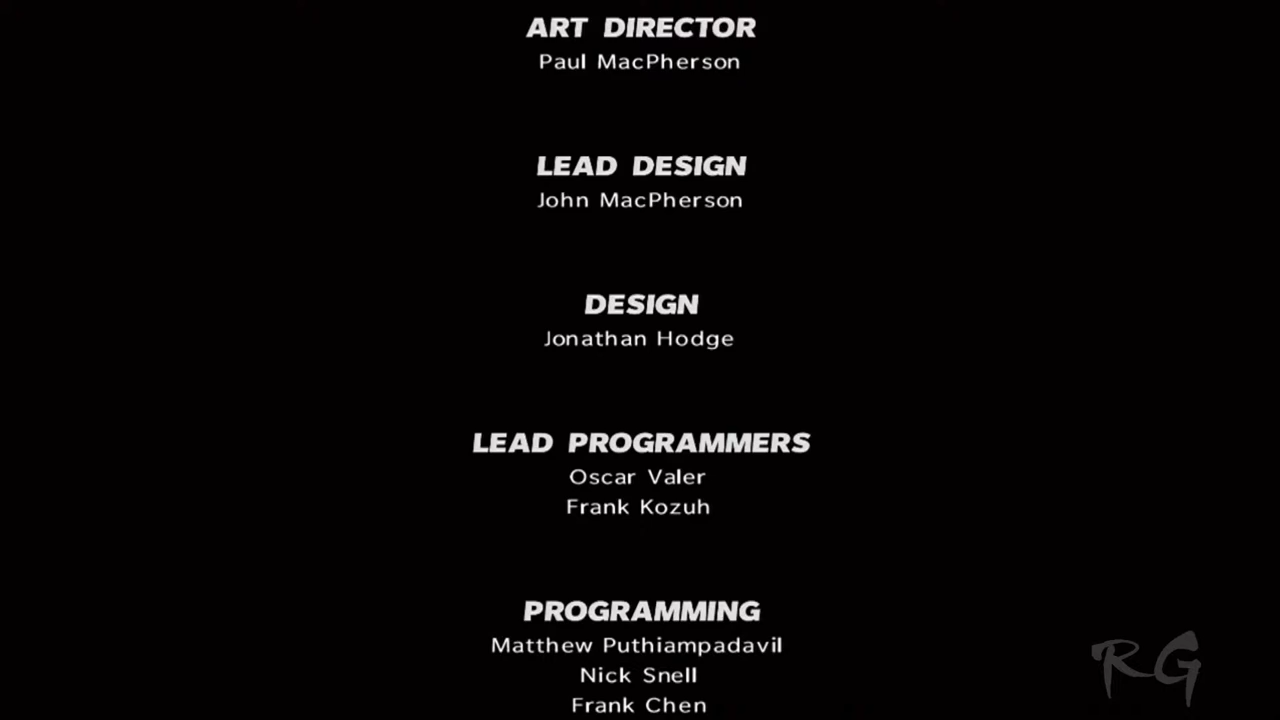 ART DIRECTOR
Paul MacPherson
LEAD DESIGN
John MacPherson
DESIGN
Jonathan Hodge
LEAD PROGRAMMERS
Oscar Valer
Frank Kozuh
PROGRAMMING
Matthew Puthiampadavil
Nick Snell
Frank Chen
RG